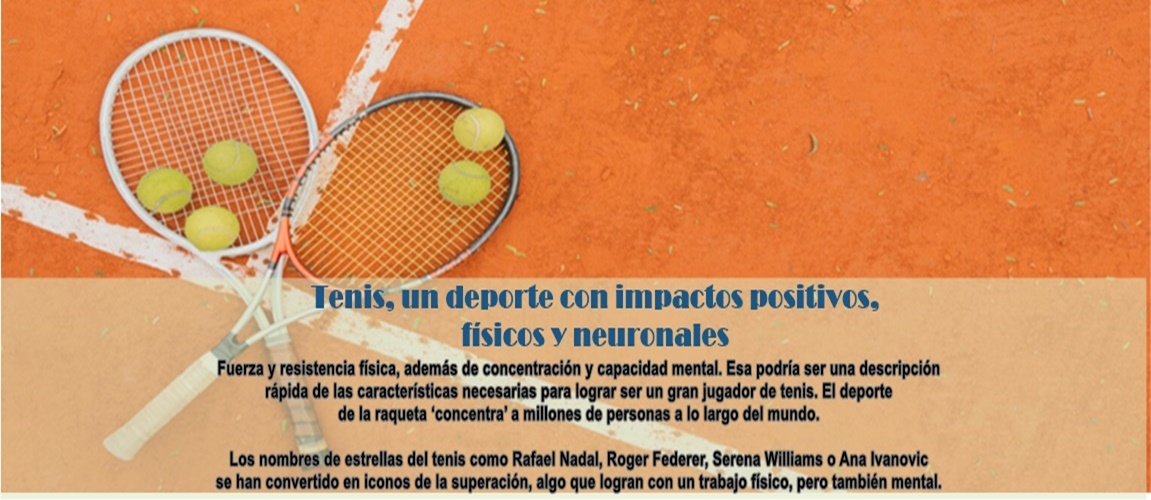 Tenis, un deporte con impactos positivos,
físicos y neuronales
Fuerza y resistencia física, además de concentración y capacidad mental. Esa podría ser una descripción
rápida de las características necesarias para lograr ser un gran jugador de tenis. El deporte
de la raqueta ‘concentra’ a millones de personas a lo largo del mundo.
Los nombres de estrellas del tenis como Rafael Nadal, Roger Federer, Serena Williams o Ana Ivanovic
se han convertido en iconos de la superación, algo que logran con un trabajo físico, pero también mental.